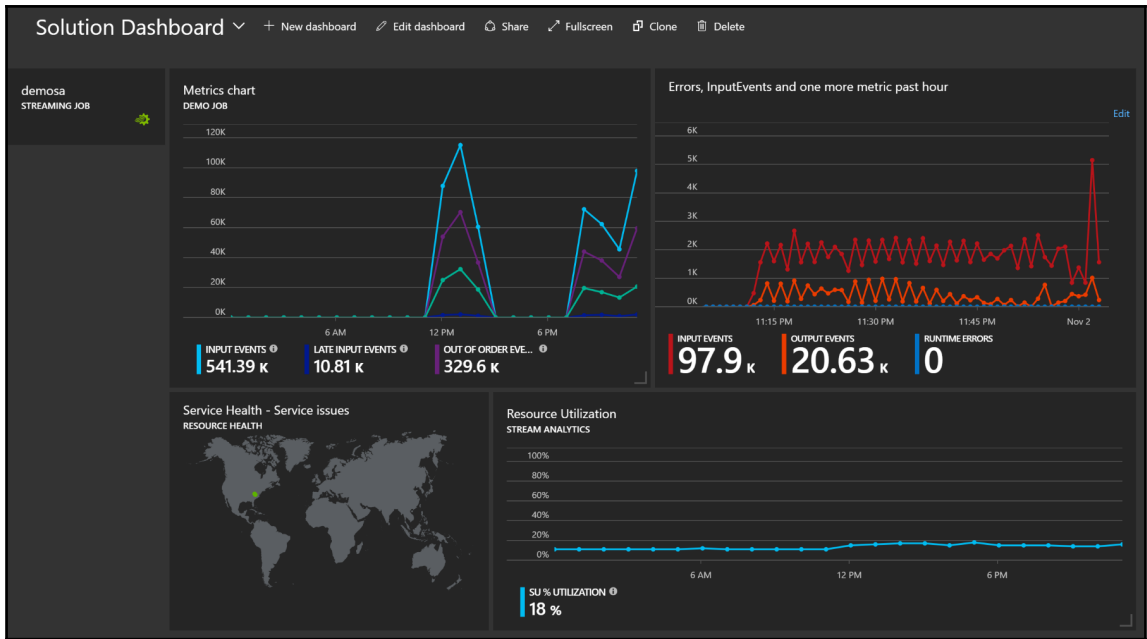 Solution Dashboard
New dashboard
Edit dashboard
Share
Fullscreen
Clone
Delete
demosa
STREAMING JOB
Metrics chart
DEMO JOB
120K
100K
80K
60K
40K
20K
0K
6 AM
12 PM
6 PM
INPUT EVENTS
541.39 K
LATE INPUT EVENTS
10.81 K
OUT OF ORDER EVE...
329.6 K
Errors, InputEvents and one more metric past hour
Edit
6K
5K
4K
3K
2K
1K
0K
11:15 PM
11:30 PM
11:45 PM
Nov 2
INPUT EVENTS
97.9 K
OUTPUT EVENTS
20.63 K
RUNTIME ERRORS
0
Service Health - Service issues
RESOURCE HEALTH
Resource Utilization
STREAM ANALYTICS
100%
80%
60%
40%
20%
0%
6 AM
12 PM
6 PM
SU % UTILIZATION
18 %